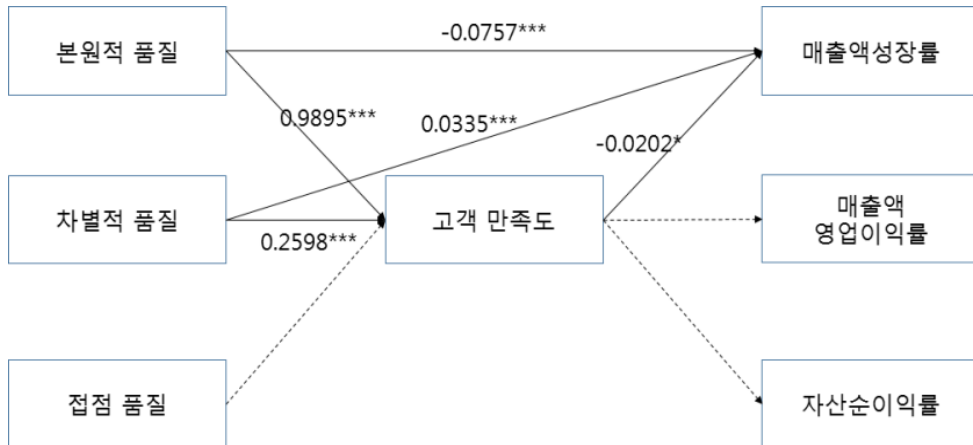 본원적 품질
-0.0757***
매출액성장률
0.9895***
0.0335***
-0.0202*
차별적 품질
0.2598***
고객 만족도
매출액
영업이익률
접점 품질
자산순이익률